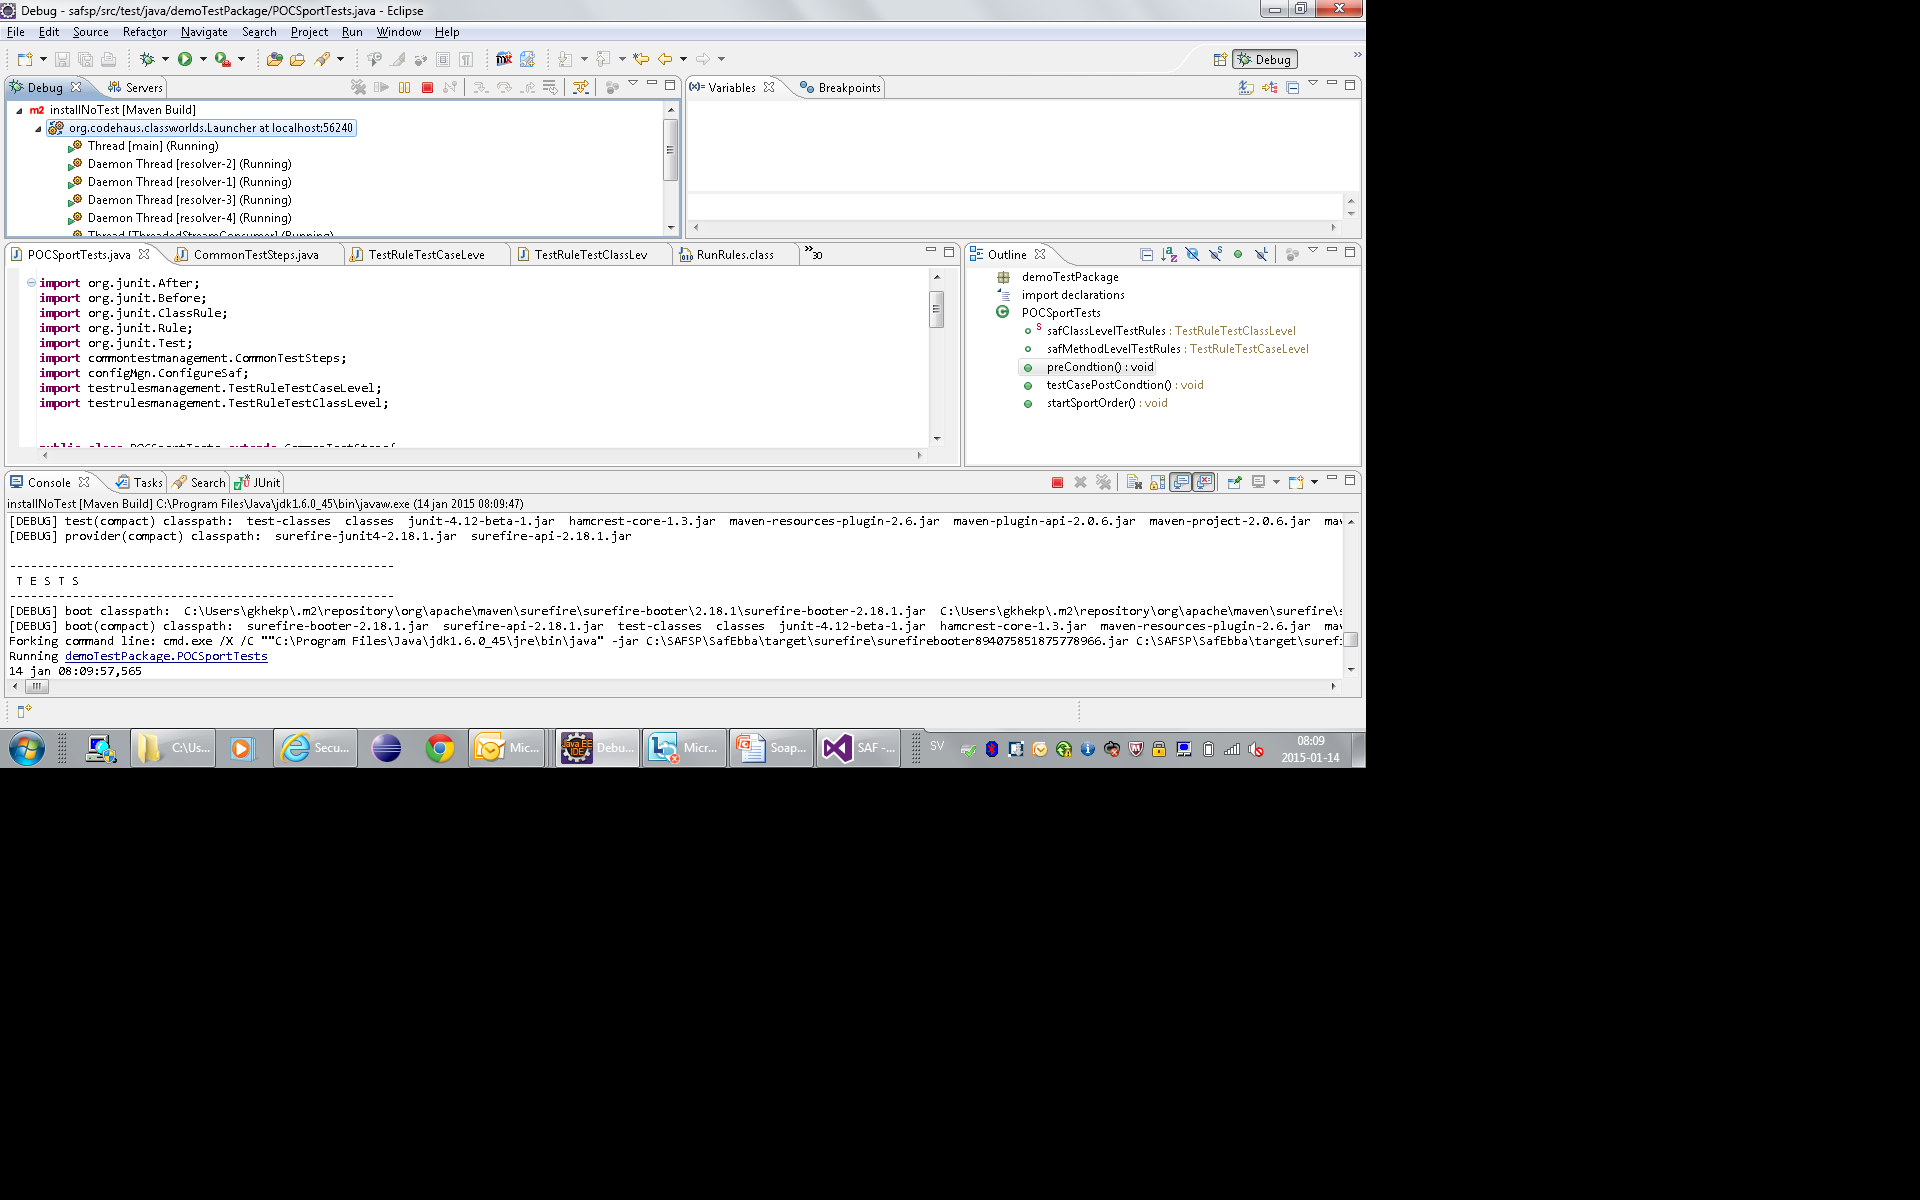 Debug - safsp/src/test/java/demoTestPackage/POCSportTests.java - Eclipse
File Edit Source Refactor Navigate Search Project Run Window Help
Debug
Debug Servers
Variables Breakpoints
installNoTest [Maven Build]
org.codehaus.classworlds.Launcher at localhost:56240
Thread [main] (Running)
Daemon Thread [resolver-2] (Running)
Daemon Thread [resolver-1] (Running)
Daemon Thread [resolver-3] (Running)
Daemon Thread [resolver-4] (Running)
Thread [ThreadedStreamConsumer] (Running)
POCSportTests.java CommonTestSteps.java TestRuleTestCaseLeve TestRuleTestClassLev RunRules.class »30
import org.junit.After;
import org.junit.Before;
import org.junit.ClassRule;
import org.junit.Rule;
import org.junit.Test;
import commontestmanagement.CommonTestSteps;
import configMgn.ConfigureSaf;
import testrulesmanagement.TestRuleTestCaseLevel;
import testrulesmanagement.TestRuleTestClassLevel;
public class POCSportTests extends CommonTestSteps{
Outline
demoTestPackage
import declarations
POCSportTests
safClassLevelTestRules : TestRuleTestClassLevel
safMethodLevelTestRules : TestRuleTestCaseLevel
preCondtion() : void
testCasePostCondtion() : void
startSportOrder() : void
Console Tasks Search JUnit
installNoTest [Maven Build] C:\Program Files\Java\jdk1.6.0_45\bin\javaw.exe (14 jan 2015 08:09:47)
[DEBUG] test(compact) classpath:  test-classes  classes  junit-4.12-beta-1.jar  hamcrest-core-1.3.jar  maven-resources-plugin-2.6.jar  maven-plugin-api-2.0.6.jar  maven-project-2.0.6.jar  mav
[DEBUG] provider(compact) classpath:  surefire-junit4-2.18.1.jar  surefire-api-2.18.1.jar
-------------------------------------------------------
T E S T S
-------------------------------------------------------
[DEBUG] boot classpath:  C:\Users\gkhekp\.m2\repository\org\apache\maven\surefire\surefire-booter\2.18.1\surefire-booter-2.18.1.jar  C:\Users\gkhekp\.m2\repository\org\apache\maven\surefire\s
[DEBUG] boot(compact) classpath:  surefire-booter-2.18.1.jar  surefire-api-2.18.1.jar  test-classes  classes  junit-4.12-beta-1.jar  hamcrest-core-1.3.jar  maven-resources-plugin-2.6.jar  mav
Forking command line: cmd.exe /X /C ""C:\Program Files\Java\jdk1.6.0_45\jre\bin\java" -jar C:\SAFSP\SafEbba\target\surefire\surefirebooter894075851875778966.jar C:\SAFSP\SafEbba\target\surefi
Running demoTestPackage.POCSportTests
14 jan 08:09:57,565
C:\Us... Secu... Mic... Debu... Micr... Soap... SAF -... SV 08:09
2015-01-14